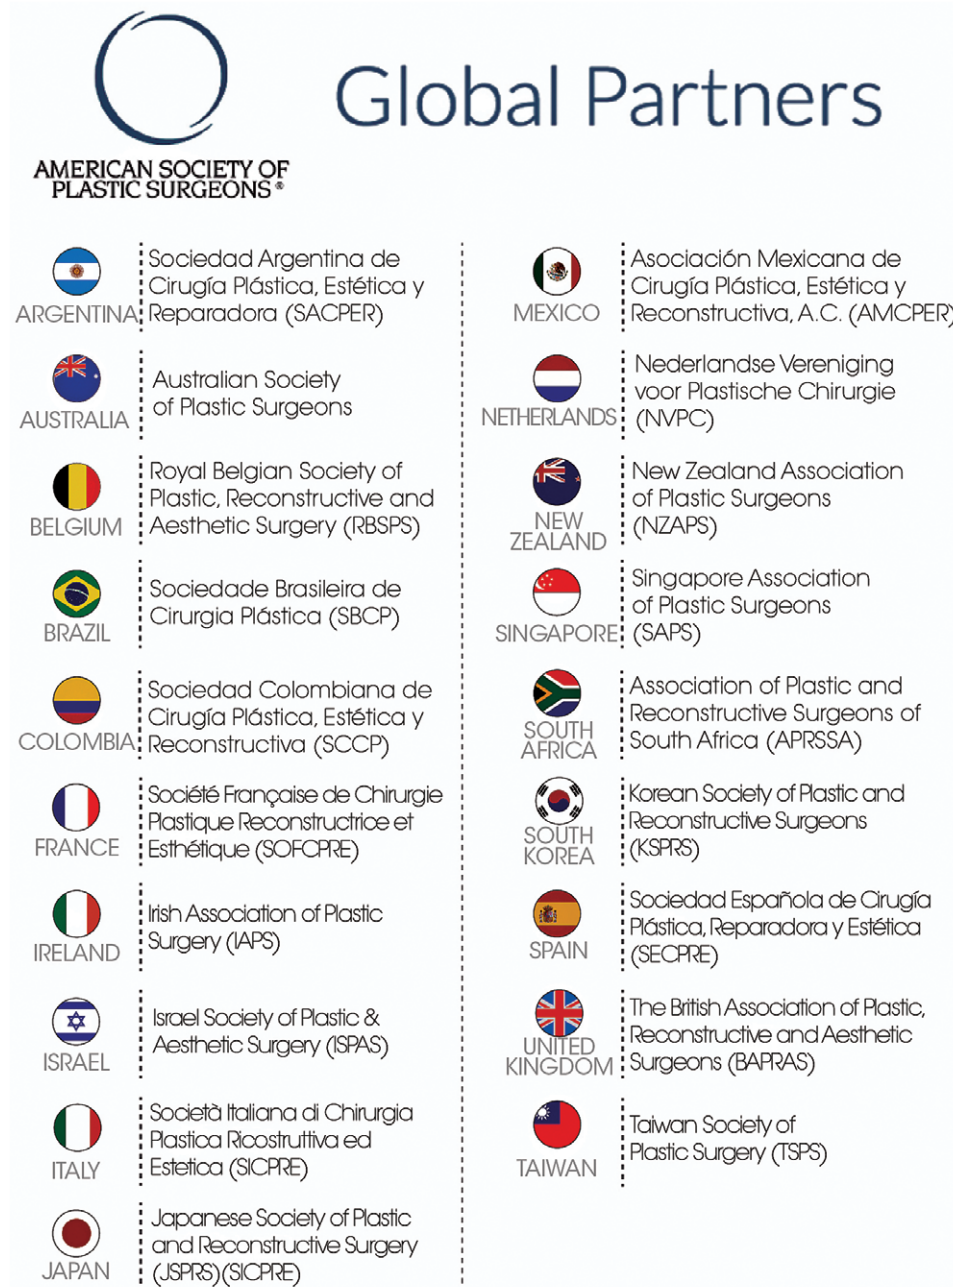 Global Partners
AMERICAN SOCIETY OF
PLASTIC SURGEONS®
ARGENTINA
Sociedad Argentina de
Cirugía Plástica, Estética y
Reparadora (SACPER)
AUSTRALIA
Australian Society
of Plastic Surgeons
BELGIUM
Royal Belgian Society of
Plastic, Reconstructive and
Aesthetic Surgery (RBSPS)
BRAZIL
Sociedade Brasileira de
Cirurgia Plástica (SBCP)
COLOMBIA
Sociedad Colombiana de
Cirugía Plástica, Estética y
Reconstructiva (SCCP)
FRANCE
Société Française de Chirurgie
Plastique Reconstructrice et
Esthétique (SOFCPRE)
IRELAND
Irish Association of Plastic
Surgery (IAPS)
ISRAEL
Israel Society of Plastic &
Aesthetic Surgery (ISPAS)
ITALY
Società Italiana di Chirurgia
Plastica Ricostruttiva ed
Estetica (SICPRE)
JAPAN
Japanese Society of Plastic
and Reconstructive Surgery
(JSPRS)(SICPRE)
MEXICO
Asociación Mexicana de
Cirugía Plástica, Estética y
Reconstructiva, A.C. (AMCPER)
NETHERLANDS
Nederlandse Vereniging
voor Plastische Chirurgie
(NVPC)
NEW
ZEALAND
New Zealand Association
of Plastic Surgeons
(NZAPS)
SINGAPORE
Singapore Association
of Plastic Surgeons
(SAPS)
SOUTH
AFRICA
Association of Plastic and
Reconstructive Surgeons of
South Africa (APRSSA)
SOUTH
KOREA
Korean Society of Plastic and
Reconstructive Surgeons
(KSPRS)
SPAIN
Sociedad Española de Cirugía
Plástica, Reparadora y Estética
(SECPRE)
UNITED
KINGDOM
The British Association of Plastic,
Reconstructive and Aesthetic
Surgeons (BAPRAS)
TAIWAN
Taiwan Society of
Plastic Surgery (TSPS)